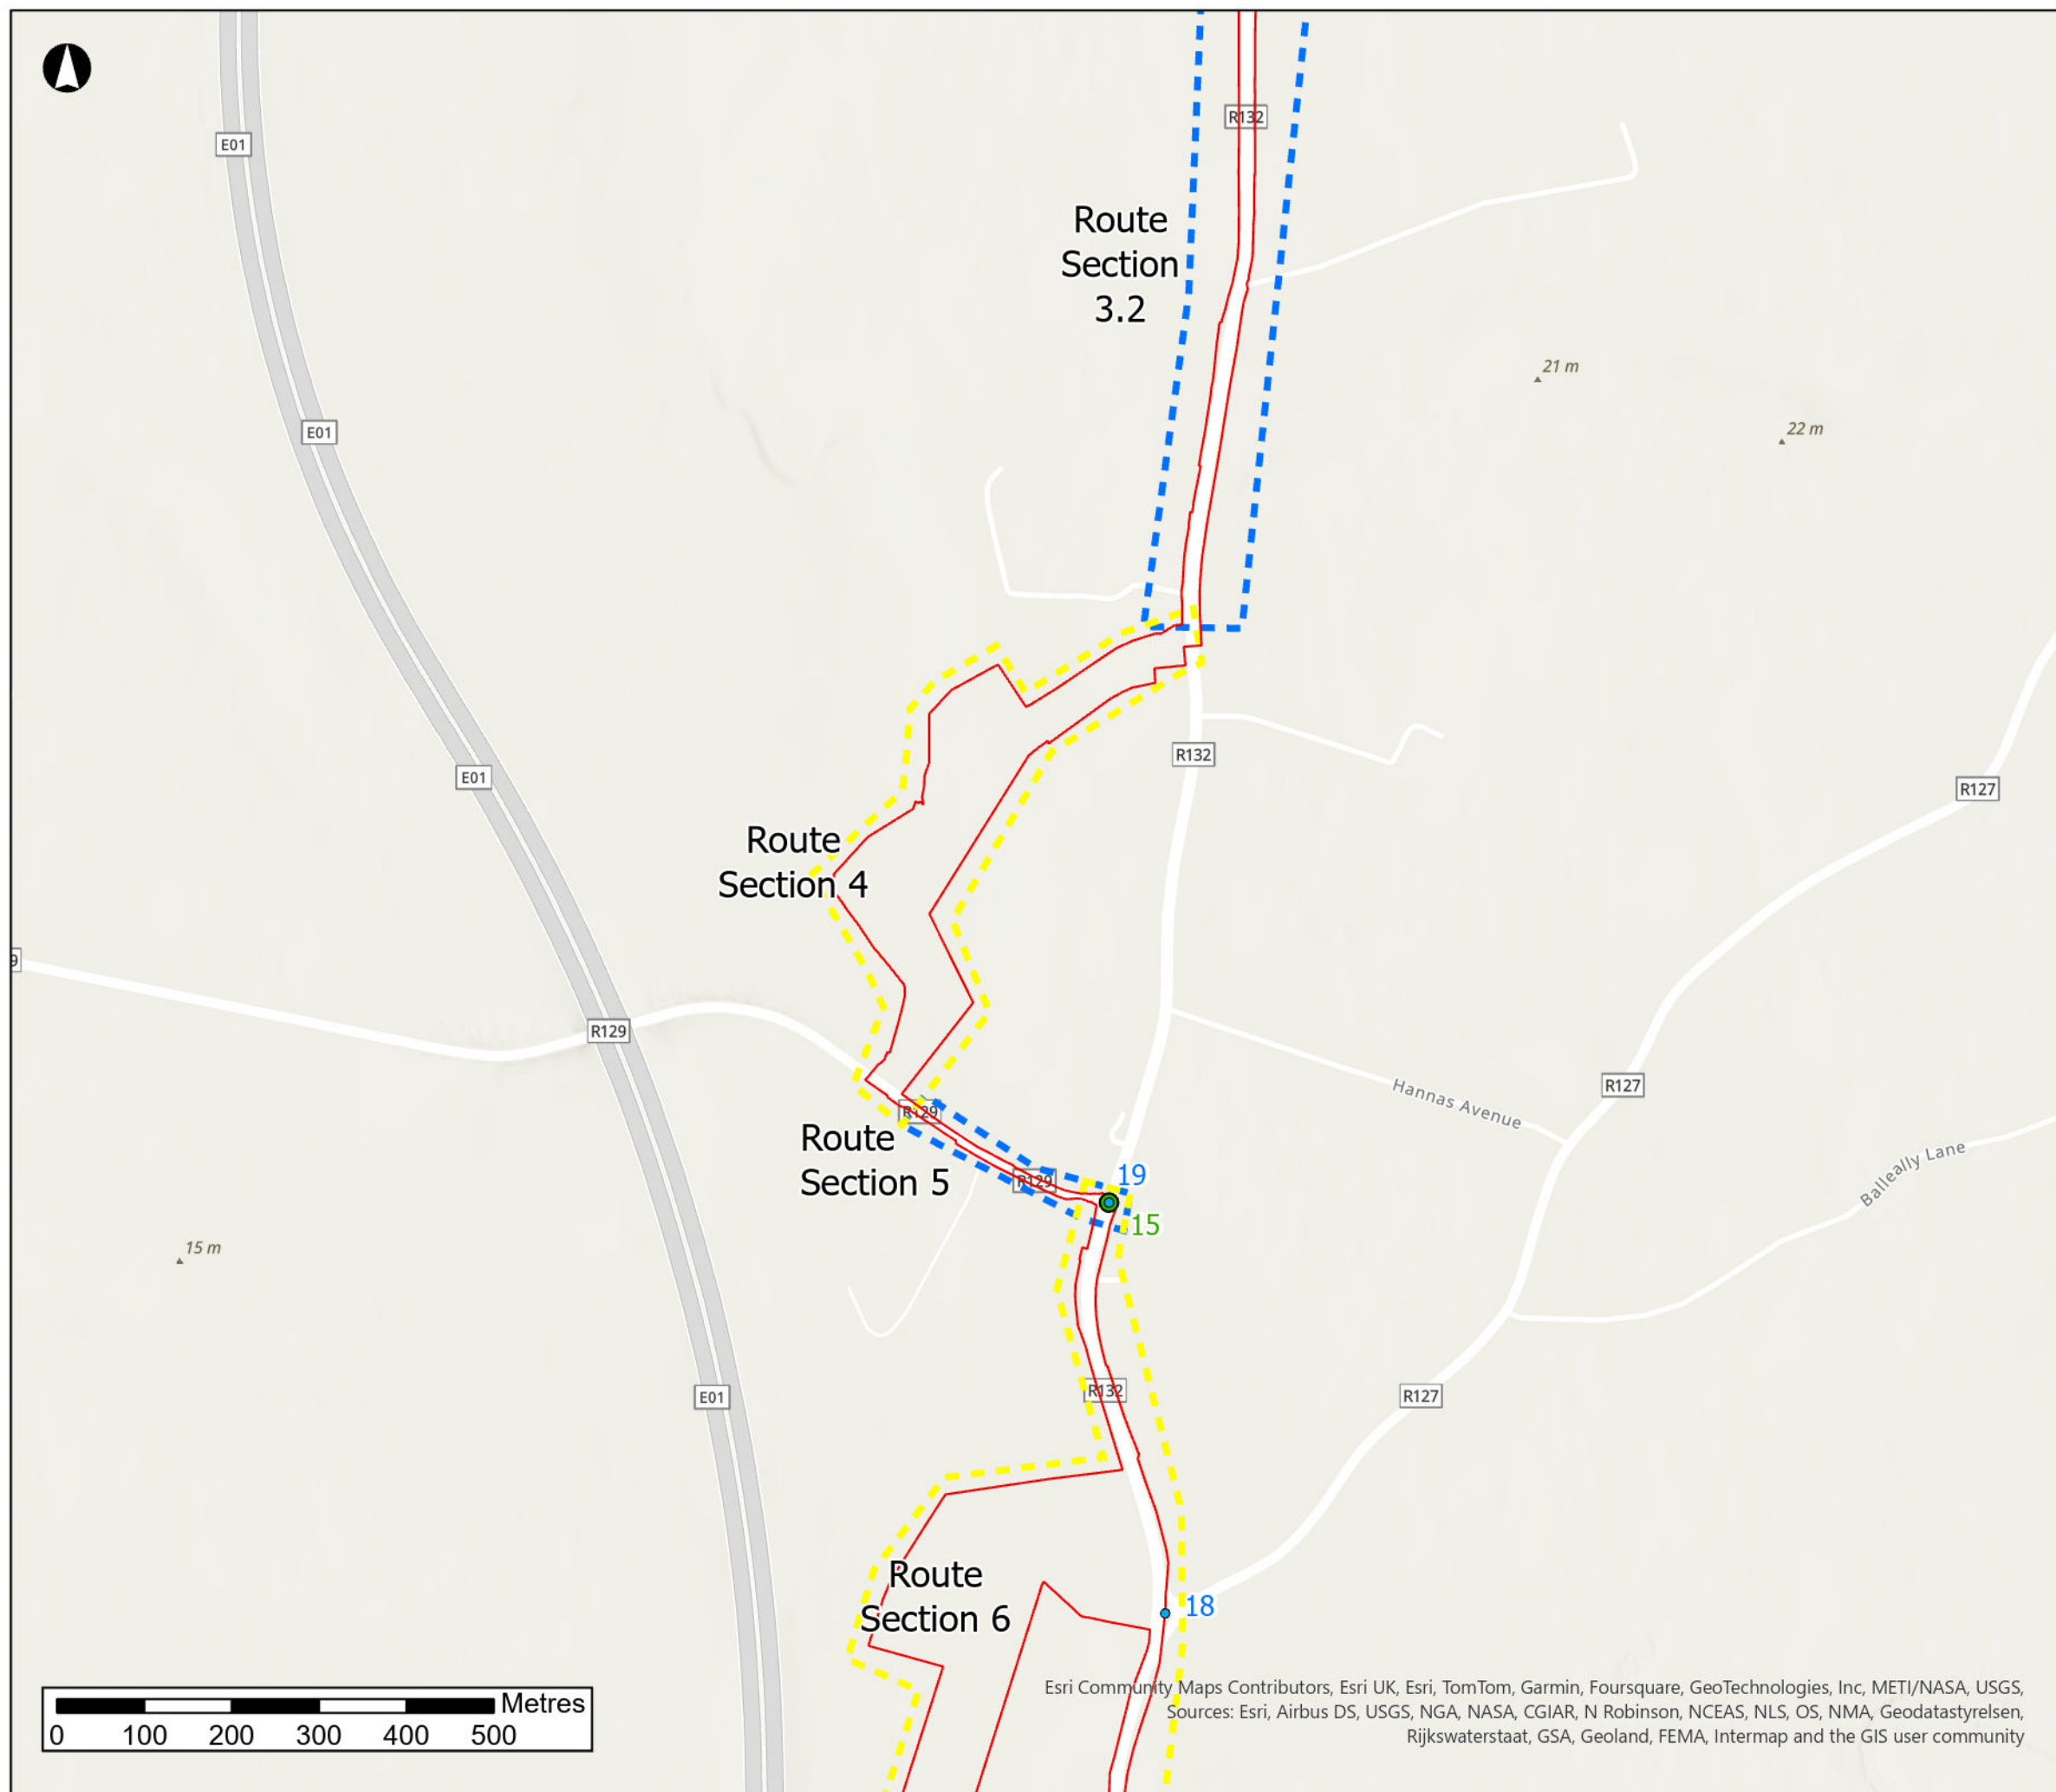 R132
E01
Route
Section
3.2
21 m
22 m
E01
R132
E01
R127
Route
Section 4
9
R129
Hannas Avenue
R127
R129
Route
Section 5
R129
19
15
Balleally Lane
15 m
E01
R132
R127
Route
Section 6
18
Metres
0 100 200 300 400 500
Esri Community Maps Contributors, Esri UK, Esri, TomTom, Garmin, Foursquare, GeoTechnologies, Inc, METI/NASA, USGS,
Sources: Esri, Airbus DS, USGS, NGA, NASA, CGIAR, N Robinson, NCEAS, NLS, OS, NMA, Geodatastyrelsen,
Rijkswaterstaat, GSA, Geoland, FEMA, Intermap and the GIS user community